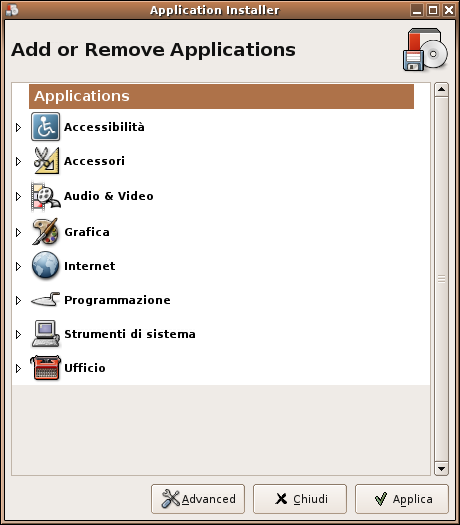 Application Installer
Add or Remove Applications
Applications
Accessibilità
Accessori
Audio & Video
Grafica
Internet
Programmazione
Strumenti di sistema
Ufficio
Advanced
Chiudi
Applica